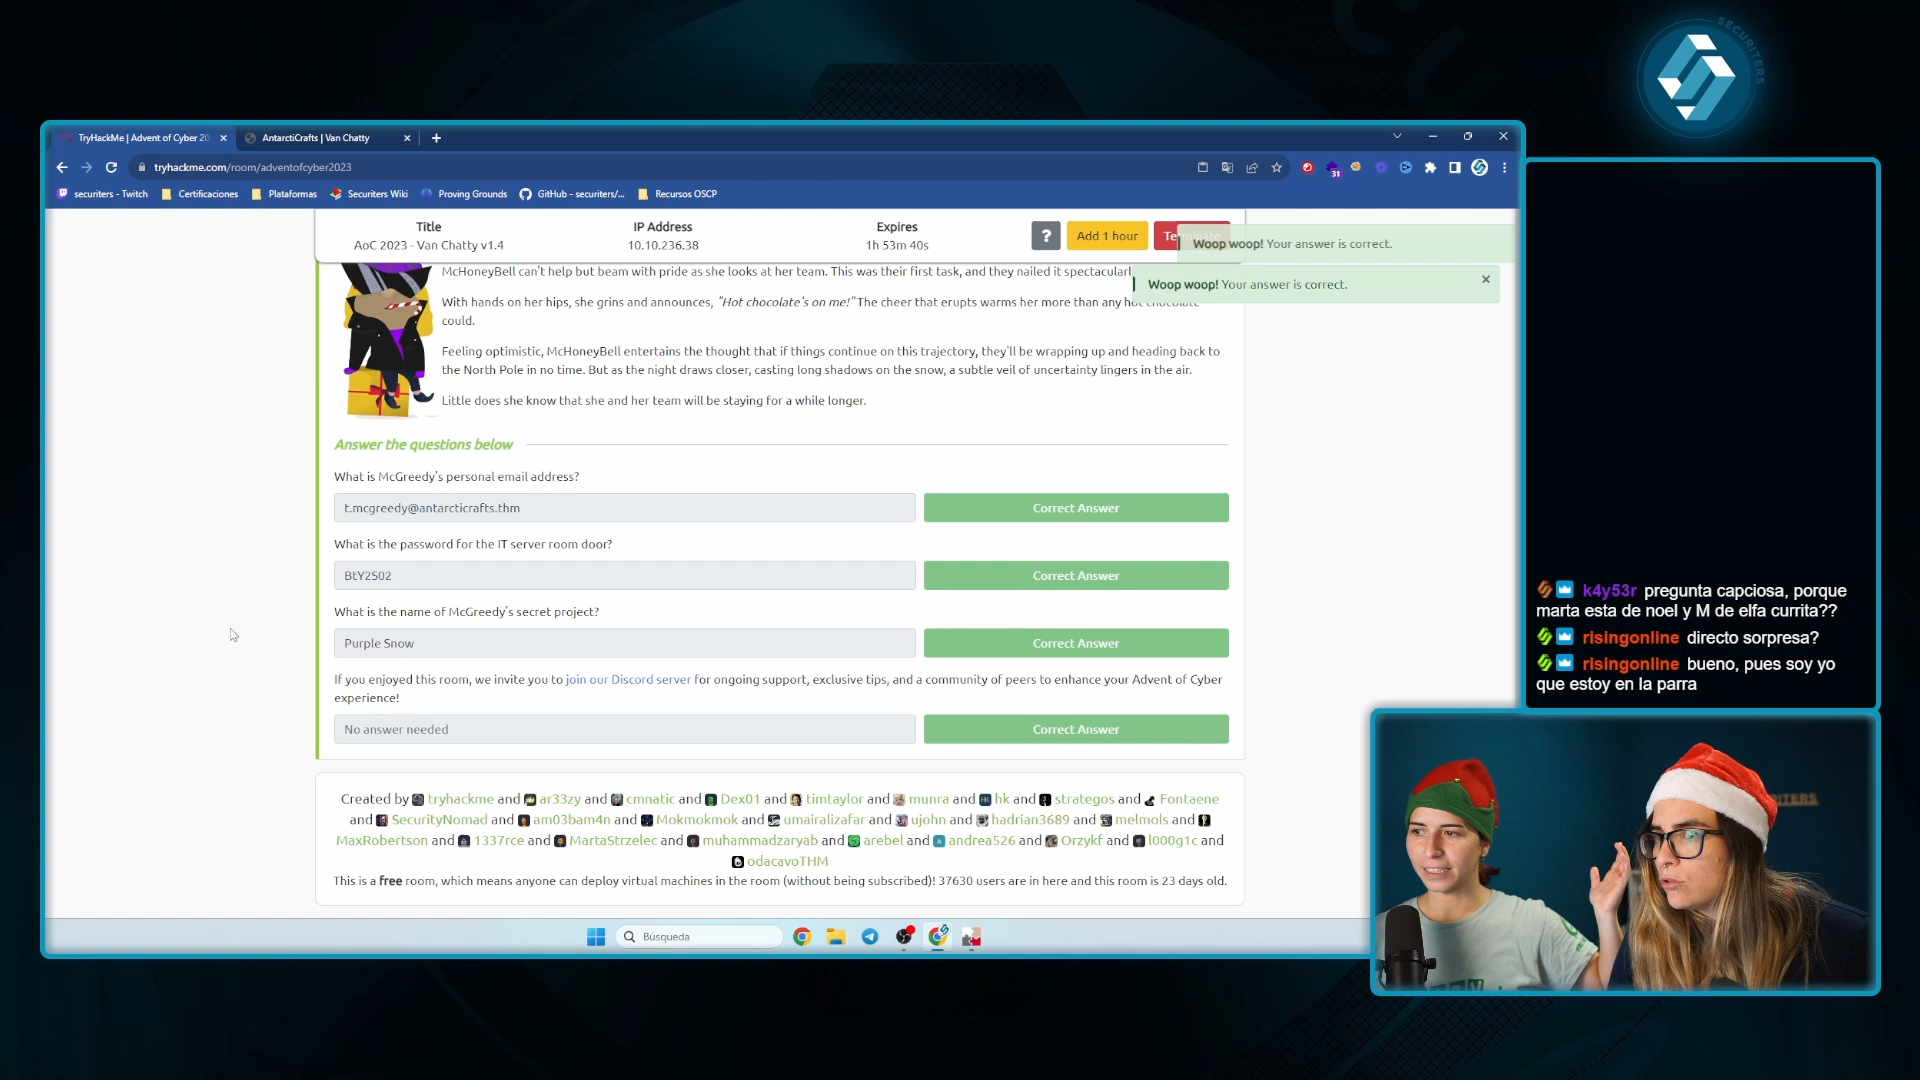 SECURITERS
TryHackMe | Advent of Cyber 20
AntarctiCrafts | Van Chatty
tryhackme.com/room/adventofcyber2023
31
securiters - Twitch
Certificaciones
Plataformas
Securiters Wiki
Proving Grounds
GitHub - securiters/...
Recursos OSCP
Title
IP Address
Expires
AoC 2023 - Van Chatty v1.4
10.10.236.38
1h 53m 40s
?
Add 1 hour
Terminate
Woop woop! Your answer is correct.
Woop woop! Your answer is correct.
McHoneyBell can't help but beam with pride as she looks at her team. This was their first task, and they nailed it spectacularl
With hands on her hips, she grins and announces, "Hot chocolate's on me!" The cheer that erupts warms her more than any hot chocolate
could.
Feeling optimistic, McHoneyBell entertains the thought that if things continue on this trajectory, they'll be wrapping up and heading back to
the North Pole in no time. But as the night draws closer, casting long shadows on the snow, a subtle veil of uncertainty lingers in the air.
Little does she know that she and her team will be staying for a while longer.
Answer the questions below
What is McGreedy's personal email address?
t.mcgreedy@antarcticrafts.thm
Correct Answer
What is the password for the IT server room door?
BtY2S02
Correct Answer
What is the name of McGreedy's secret project?
Purple Snow
Correct Answer
If you enjoyed this room, we invite you to join our Discord server for ongoing support, exclusive tips, and a community of peers to enhance your Advent of Cyber
experience!
No answer needed
Correct Answer
Created by tryhackme and ar33zy and cmnatic and Dex01 and timtaylor and munra and hk and strategos and Fontaene
and SecurityNomad and am03bam4n and Mokmokmok and umairalizafar and ujohn and hadrian3689 and melmols and
MaxRobertson and 1337rce and MartaStrzelec and muhammadzaryab and arebel and andrea526 and Orzykf and l000g1c and
odacavoTHM
This is a free room, which means anyone can deploy virtual machines in the room (without being subscribed)! 37630 users are in here and this room is 23 days old.
Búsqueda
k4y53r pregunta capciosa, porque
marta esta de noel y M de elfa currita??
risingonline directo sorpresa?
risingonline bueno, pues soy yo
que estoy en la parra